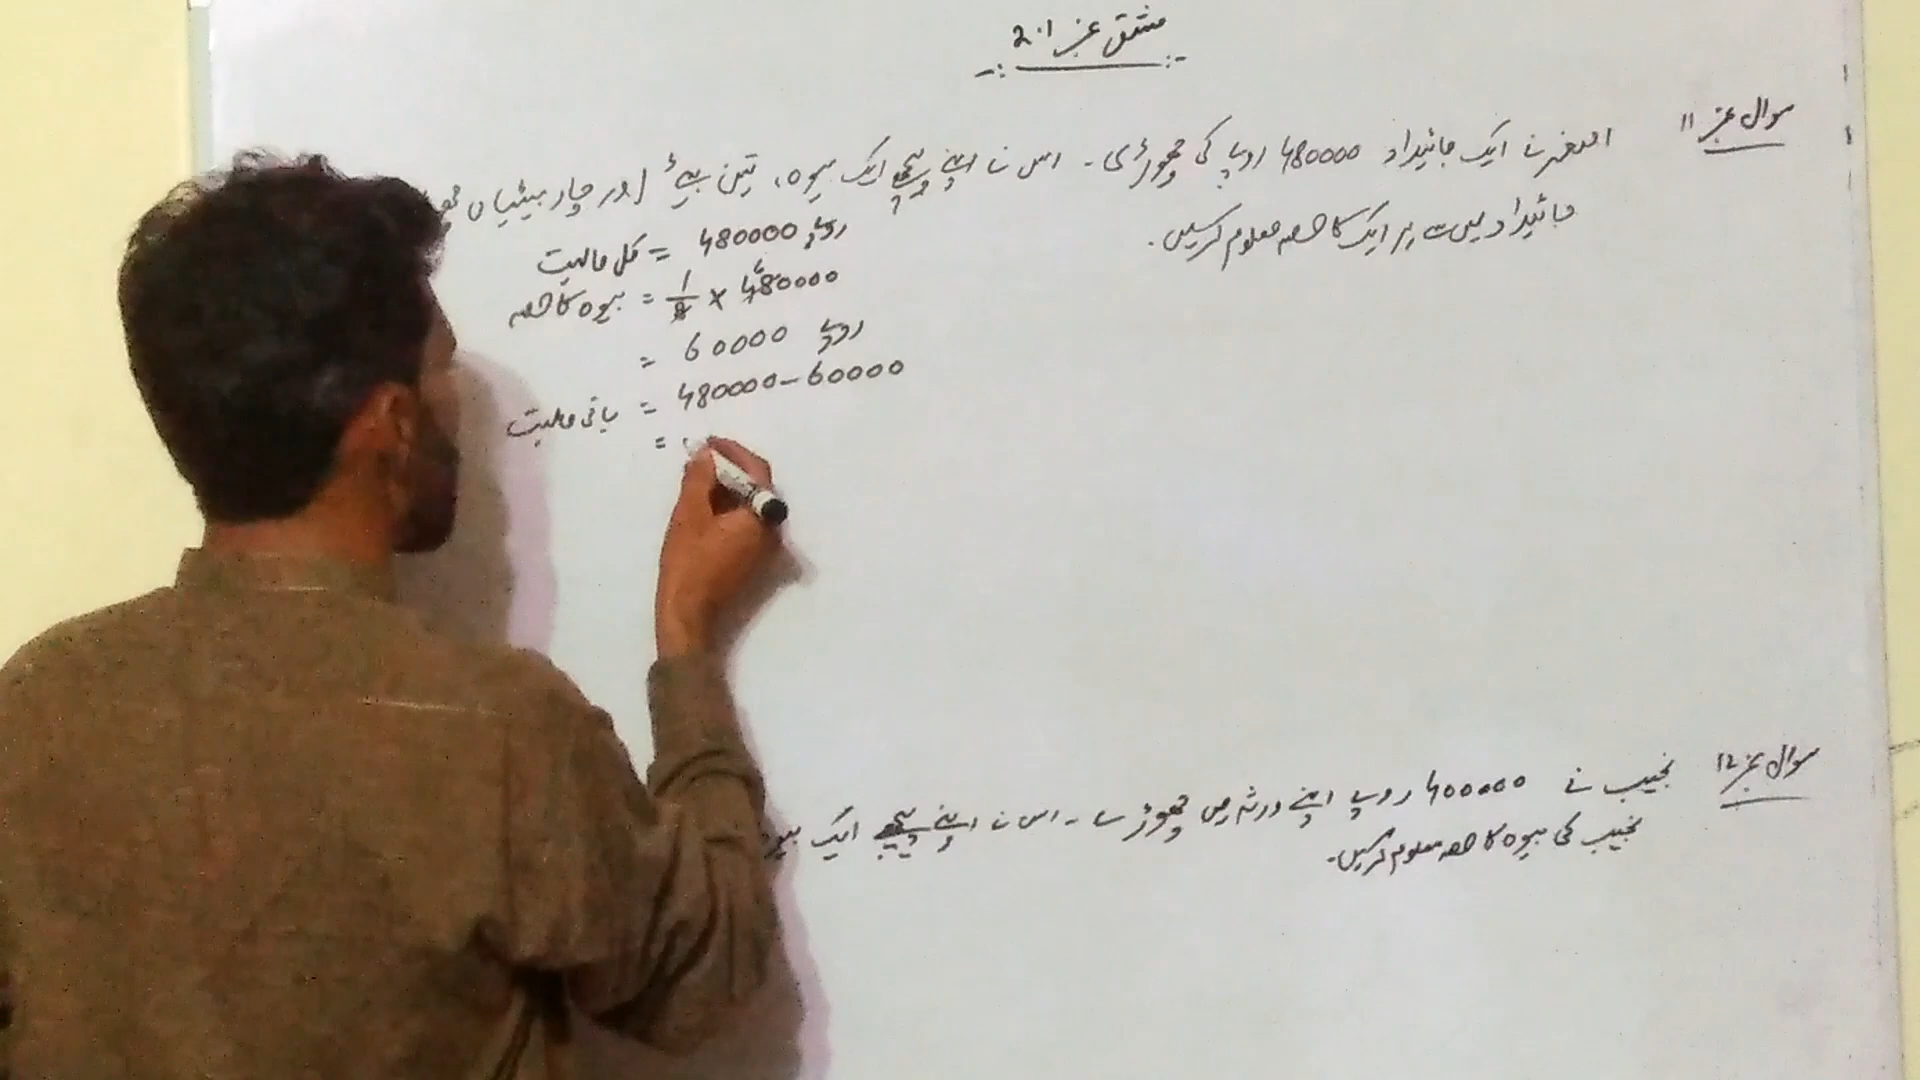 مشق نمبر 2.1
سوال نمبر 11
اصغر نے ایک جائیداد 480000 روپے کی چھوڑی۔ اس نے اپنے پیچھے ایک بیوہ، تین بیٹے اور چار بیٹیاں
جائیداد میں سے ہر ایک کا حصہ معلوم کریں۔
کل مالیت = 480000 روپے
بیوہ کا حصہ = 1/8 × 480000
= 60000 روپے
باقی مالیت = 480000 - 60000
=
سوال نمبر 12
نجیب نے 400000 روپے اپنے ورثہ میں چھوڑے۔ اس نے اپنے پیچھے ایک
نجیب کی بیوہ کا حصہ معلوم کریں۔